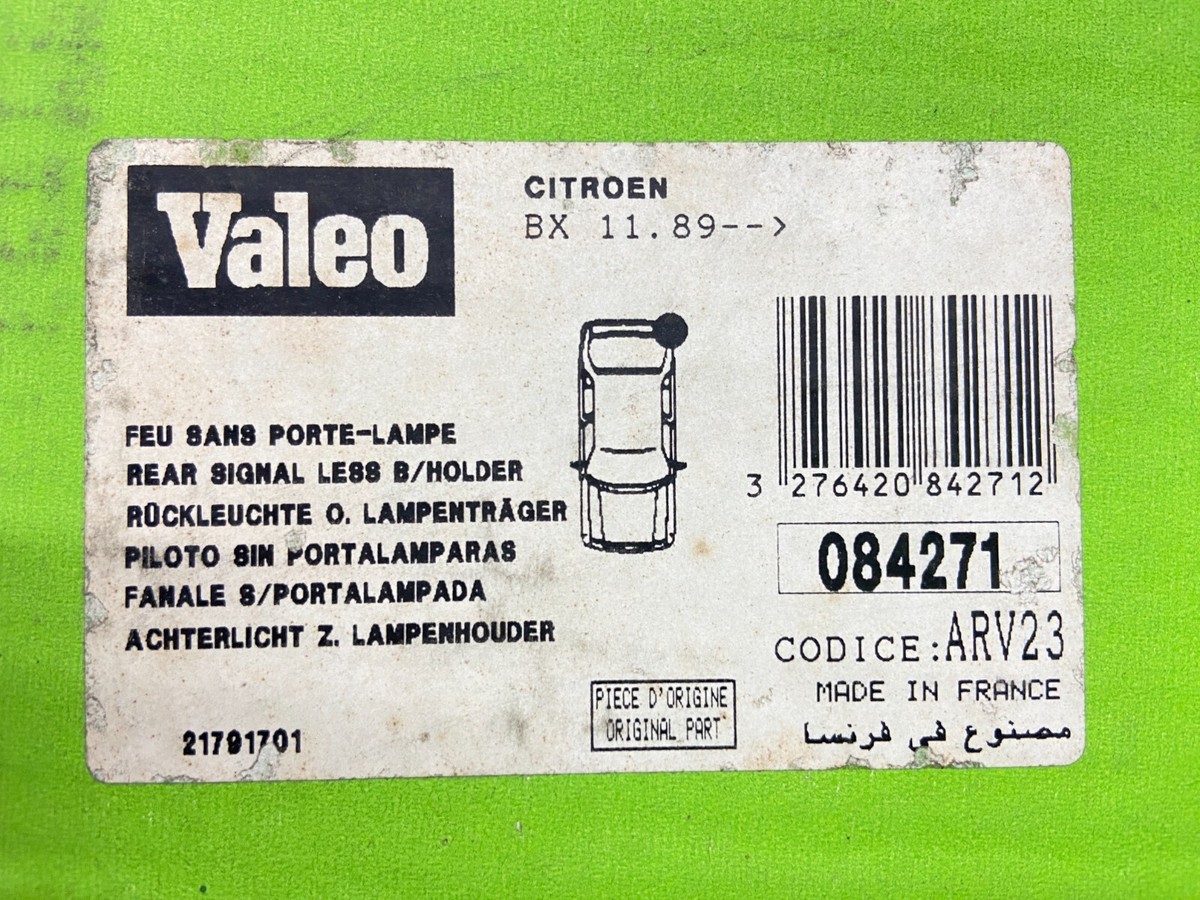 Valeo
CITROEN
BX 11.89-->
FEU SANS PORTE-LAMPE
REAR SIGNAL LESS B/HOLDER
RÜCKLEUCHTE O. LAMPENTRÄGER
PILOTO SIN PORTALAMPARAS
FANALE S/PORTALAMPADA
ACHTERLICHT Z. LAMPENHOUDER
21791701
3 276420 842712
084271
CODICE:ARV23
MADE IN FRANCE
مصنوع في فرنسا
PIECE D'ORIGINE
ORIGINAL PART